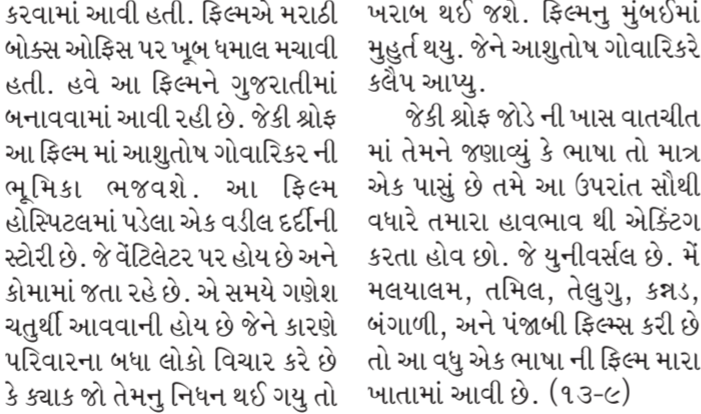 કરવામાં આવી હતી. ફિલ્મએ મરાઠી
બોક્સ ઓફિસ પર ખૂબ ધમાલ મચાવી
હતી. હવે આ ફિલ્મને ગુજરાતીમાં
બનાવવામાં આવી રહી છે. જેકી શ્રોફ
આ ફિલ્મ માં આશુતોષ ગોવારિકર ની
ભૂમિકા ભજવશે. આ ફિલ્મ
હોસ્પિટલમાં પડેલા એક વડીલ દર્દીની
સ્ટોરી છે. જે વેંટિલેટર પર હોય છે અને
કોમામાં જતા રહે છે. એ સમયે ગણેશ
ચતુર્થી આવવાની હોય છે જેને કારણે
પરિવારના બધા લોકો વિચાર કરે છે
કે ક્યાક જો તેમનુ નિધન થઈ ગયુ તો
ખરાબ થઈ જશે. ફિલ્મનુ મુંબઈમાં
મુહુર્ત થયુ. જેને આશુતોષ ગોવારિકરે
કલૈપ આપ્યુ.
જેકી શ્રોફ જોડે ની ખાસ વાતચીત
માં તેમને જણાવ્યું કે ભાષા તો માત્ર
એક પાસું છે તમે આ ઉપરાંત સૌથી
વધારે તમારા હાવભાવ થી એક્ટિંગ
કરતા હોવ છો. જે યુનીવર્સલ છે. મેં
મલયાલમ, તમિલ, તેલુગુ, કન્નડ,
બંગાળી, અને પંજાબી ફિલ્મ્સ કરી છે
તો આ વધુ એક ભાષા ની ફિલ્મ મારા
ખાતામાં આવી છે. (૧૩-૯)